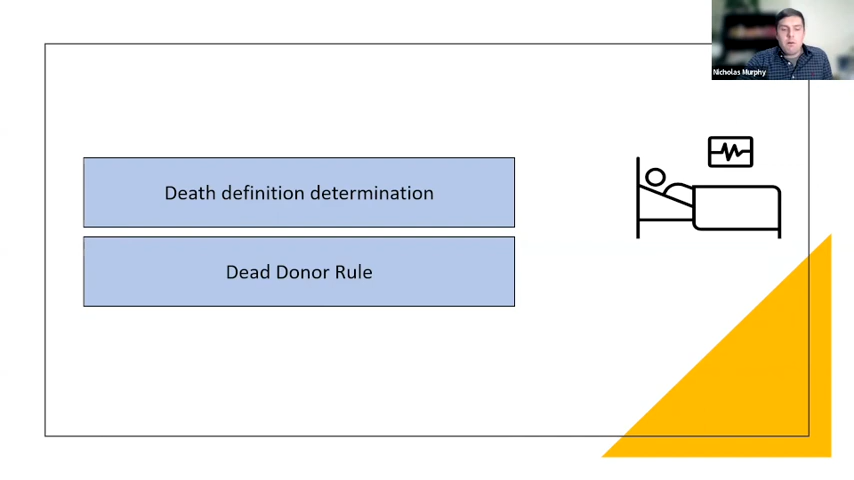 Nicholas Murphy
Death definition determination
Dead Donor Rule